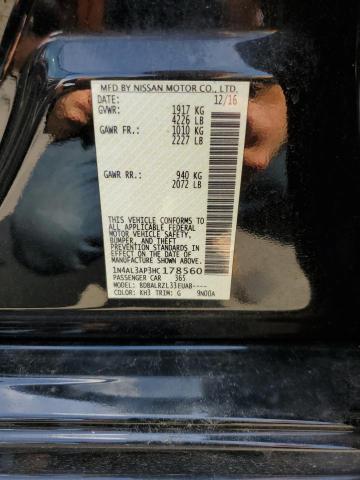 MFD BY NISSAN MOTOR CO., LTD.
DATE: 12/16
GVWR: 1917 KG
4226 LB
GAWR FR.: 1010 KG
2227 LB
GAWR RR.: 940 KG
2072 LB
THIS VEHICLE CONFORMS
TO ALL APPLICABLE FEDERAL
MOTOR VEHICLE SAFETY,
BUMPER, AND THEFT
PREVENTION STANDARDS
IN EFFECT ON THE DATE OF
MANUFACTURE SHOWN ABOVE.
1N4AL3AP3HC178560
PASSENGER CAR 365
MODEL: BDBALRZL33EUAB----
COLOR: KH3 TRIM: G 9N00A